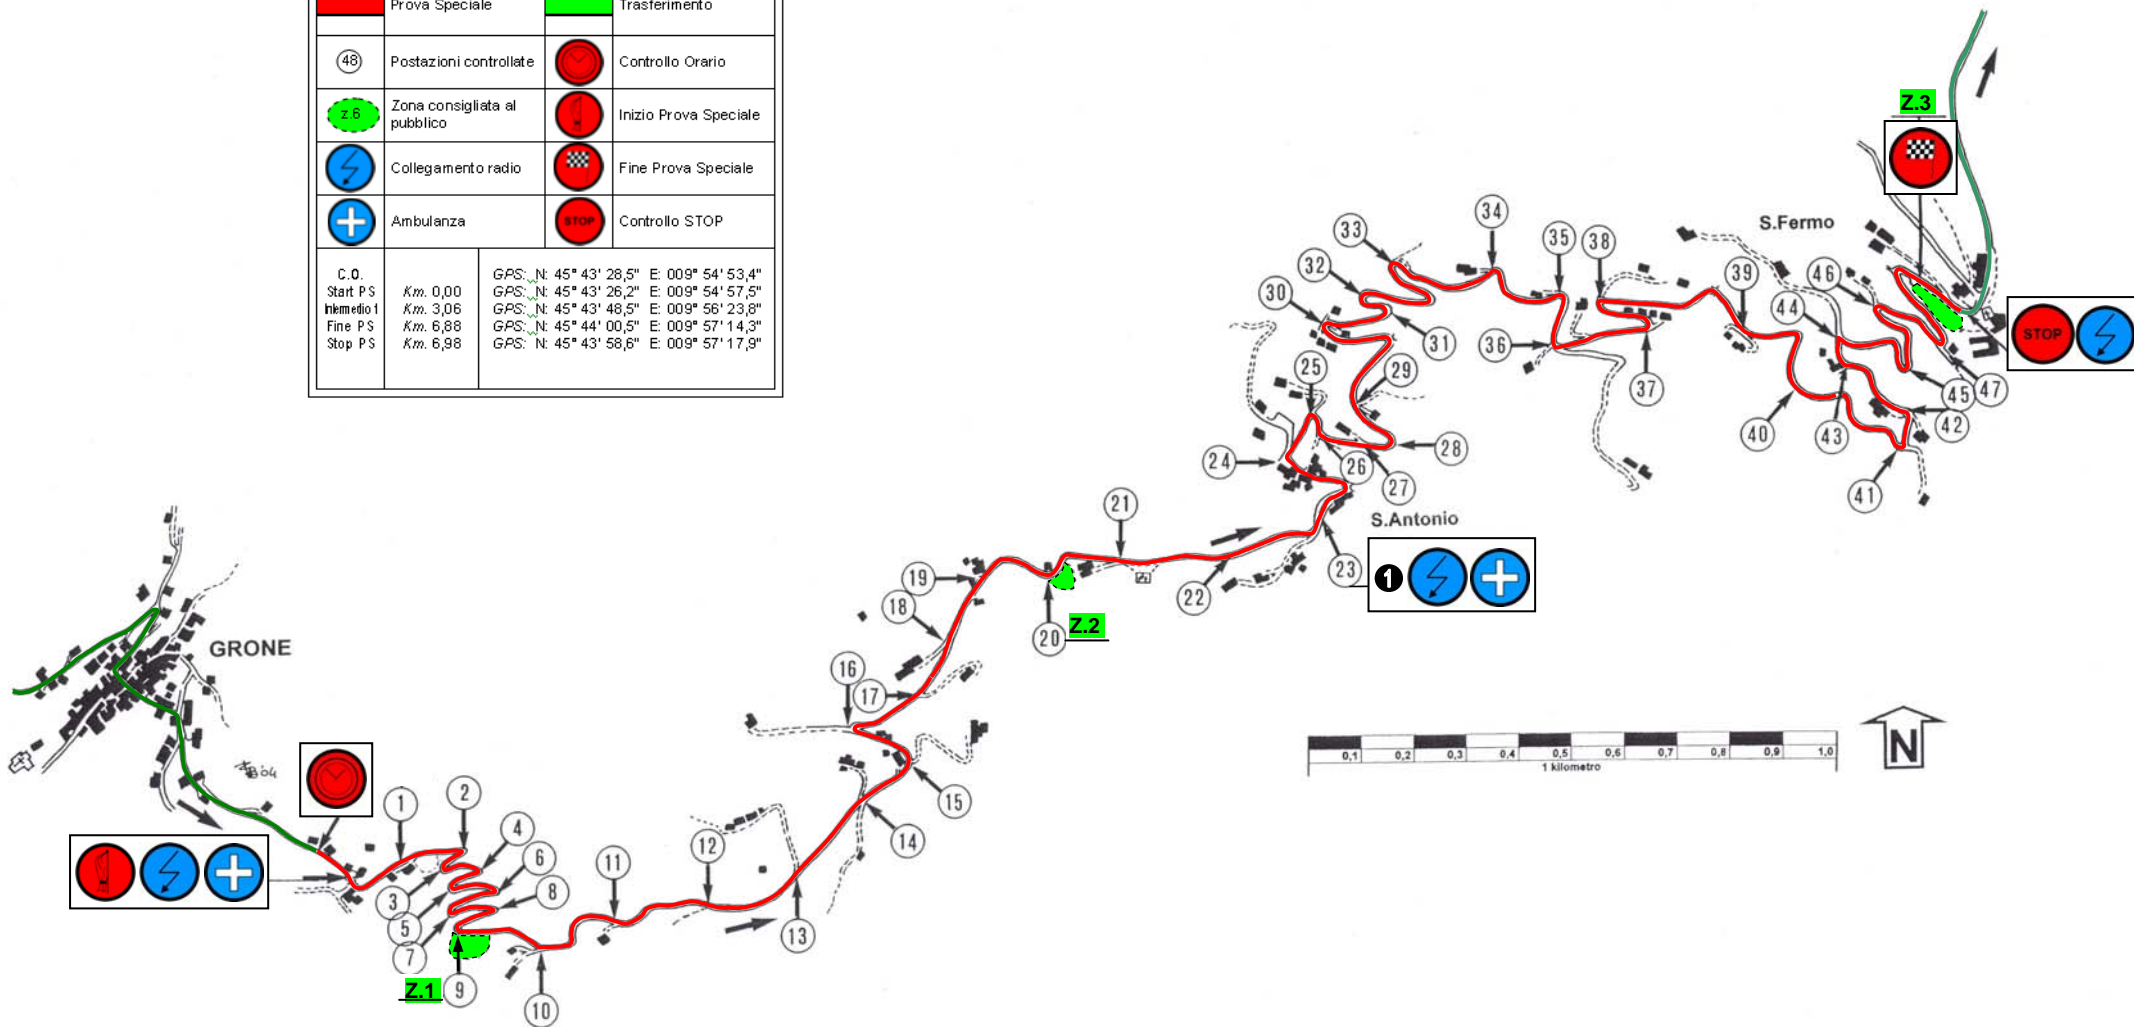 Prova Speciale Trasferimento
48 Postazioni controllate Controllo Orario
z.6 Zona consigliata al
pubblico
Inizio Prova Speciale
Collegamento radio Fine Prova Speciale
Ambulanza STOP Controllo STOP
C.O. GPS: N: 45° 43' 28,5" E: 009° 54' 53,4"
Start PS Km. 0,00 GPS: N: 45° 43' 26,2" E: 009° 54' 57,5"
Intermedio 1 Km. 3,06 GPS: N: 45° 43' 48,5" E: 009° 56' 23,8"
Fine PS Km. 6,88 GPS: N: 45° 44' 00,5" E: 009° 57' 14,3"
Stop PS Km. 6,98 GPS: N: 45° 43' 58,6" E: 009° 57' 17,9"
Z.3
S.Fermo
33
34
35
38
32
30
39
44
46
31
36
25
29
37
45
47
STOP
40
43
42
24
26
28
27
41
21
S.Antonio
19
18
22
23
1
20
Z.2
GRONE
16
17
0,1 0,2 0,3 0,4 0,5 0,6 0,7 0,8 0,9 1,0
1 kilometro
N
1
2
15
4
14
6
12
11
8
3
5
7
13
Z.1
9
10